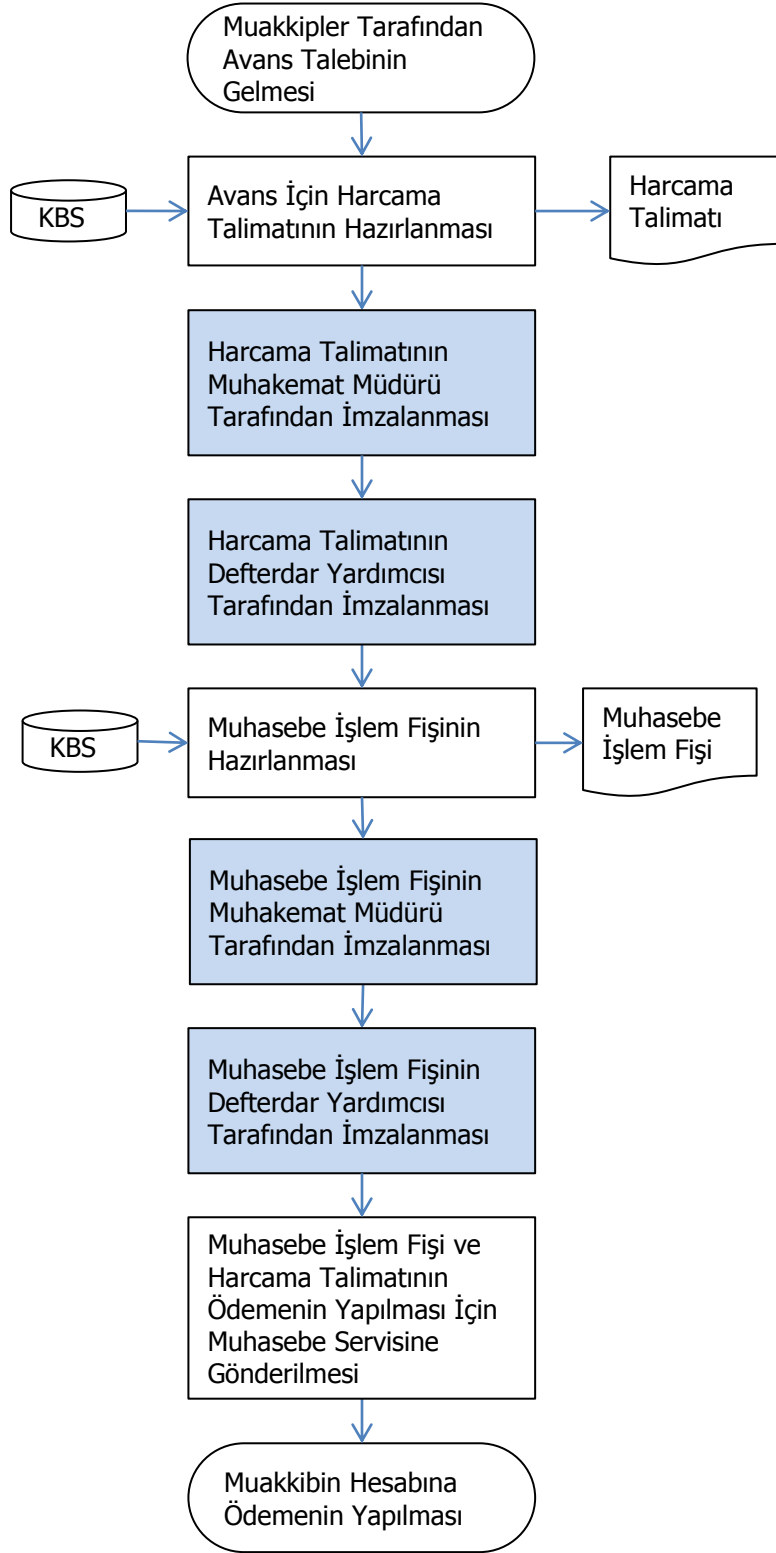 Muakkipler Tarafından
Avans Talebinin
Gelmesi
KBS
Avans İçin Harcama
Talimatının Hazırlanması
Harcama
Talimatı
Harcama Talimatının
Muhakemat Müdürü
Tarafından İmzalanması
Harcama Talimatının
Defterdar Yardımcısı
Tarafından İmzalanması
KBS
Muhasebe İşlem Fişinin
Hazırlanması
Muhasebe
İşlem Fişi
Muhasebe İşlem Fişinin
Muhakemat Müdürü
Tarafından İmzalanması
Muhasebe İşlem Fişinin
Defterdar Yardımcısı
Tarafından İmzalanması
Muhasebe İşlem Fişi ve
Harcama Talimatının
Ödemenin Yapılması İçin
Muhasebe Servisine
Gönderilmesi
Muakkibin Hesabına
Ödemenin Yapılması